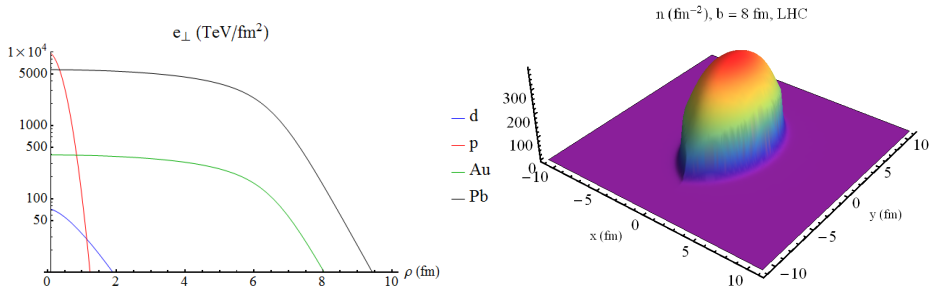 e⊥ (TeV/fm²)
1×10⁴
5000
1000
500
100
50
0
2
4
6
8
10
ρ (fm)
d
p
Au
Pb
n (fm⁻²), b = 8 fm, LHC
300
200
100
0
−10
−5
0
5
10
x (fm)
−10
−5
0
5
10
y (fm)